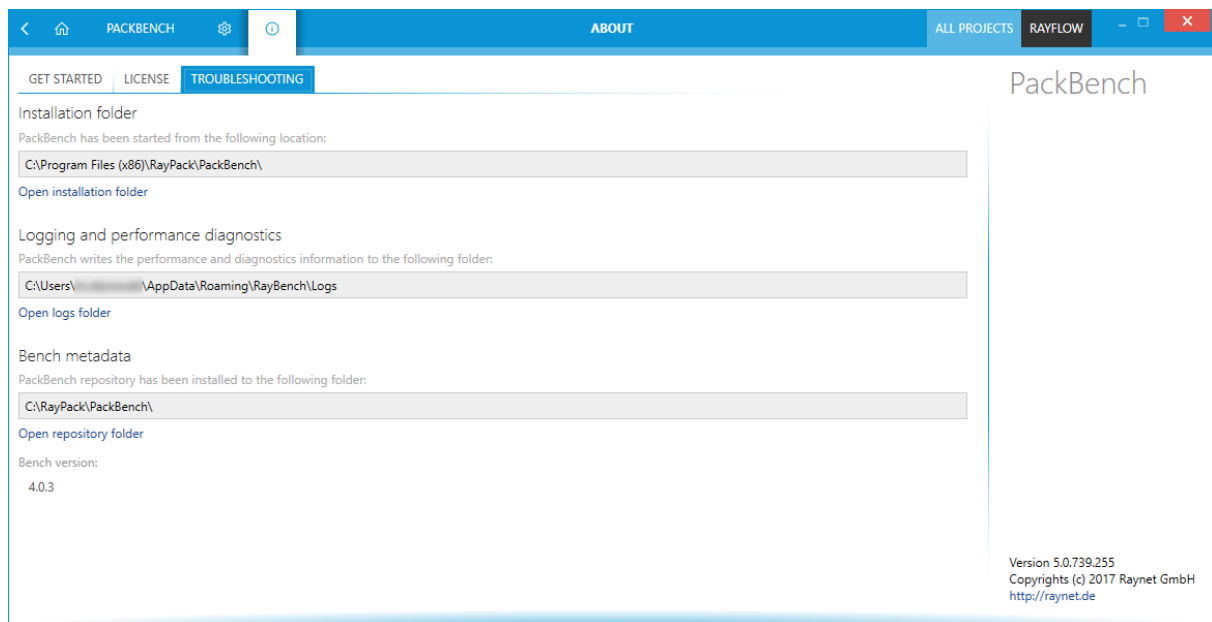 PACKBENCH
ABOUT
ALL PROJECTS
RAYFLOW
GET STARTED
LICENSE
TROUBLESHOOTING
PackBench
Installation folder
PackBench has been started from the following location:
C:\Program Files (x86)\RayPack\PackBench\
Open installation folder
Logging and performance diagnostics
PackBench writes the performance and diagnostics information to the following folder:
C:\Users\ \AppData\Roaming\RayBench\Logs
Open logs folder
Bench metadata
PackBench repository has been installed to the following folder:
C:\RayPack\PackBench\
Open repository folder
Bench version:
4.0.3
Version 5.0.739.255
Copyrights (c) 2017 Raynet GmbH
http://raynet.de